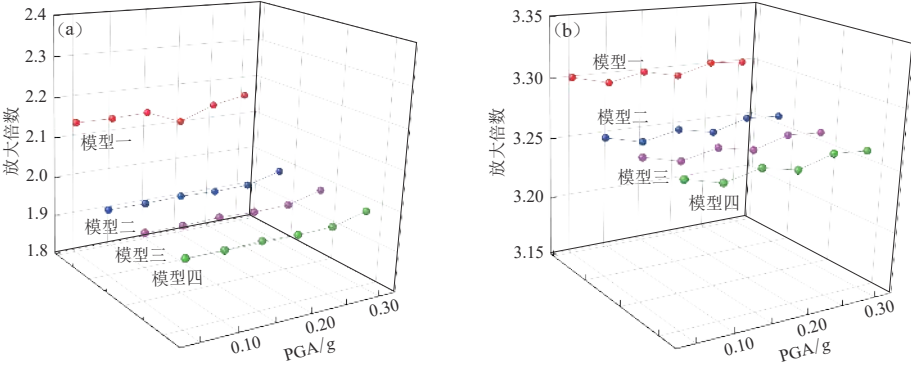 (a)
2.4
2.3
2.2
2.1
2.0
1.9
1.8
放大倍数
模型一
模型二
模型三
模型四
0.10
0.20
0.30
PGA/g
(b)
3.35
3.30
3.25
3.20
3.15
放大倍数
模型一
模型二
模型三
模型四
0.10
0.20
0.30
PGA/g